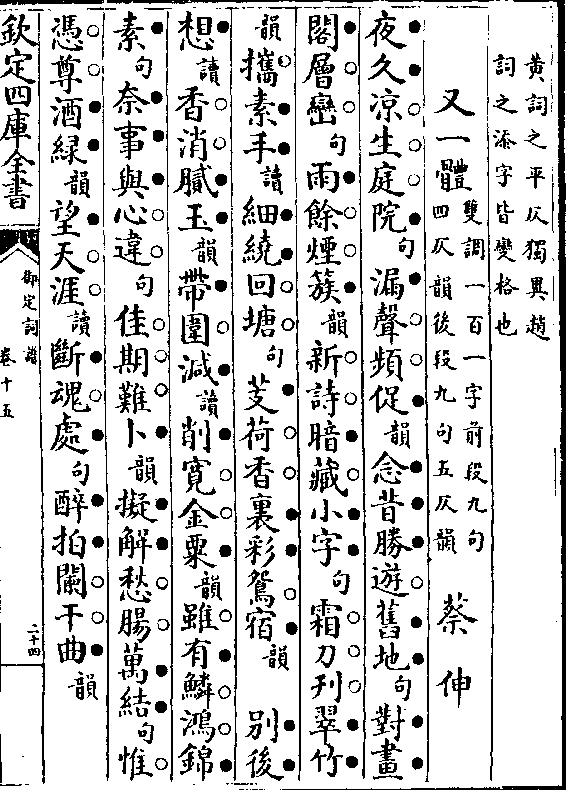 黄詞之平仄獨異趙
詞之添字皆變格也
又一體 雙調一百一字前段九句
四仄韻後段九句五仄韻 蔡伸
夜久凉生庭院句漏聲頻促韻念昔勝遊舊地句對畫
閣層巒句雨餘煙簇韻新詩暗藏小字句霜刀刋翠竹
韻攜素手讀細繞回塘句芰荷香裏彩鴛宿韻 别後
想讀香消膩玉韻帶圍減讀削寬金粟韻雖有鱗鴻錦
素句奈事與心違句佳期難卜韻擬解愁腸萬結句惟
憑尊酒緑韻望天涯讀斷魂處句醉拍闌干曲韻
欽定四庫全書
御定詞譜
卷十五
二十四